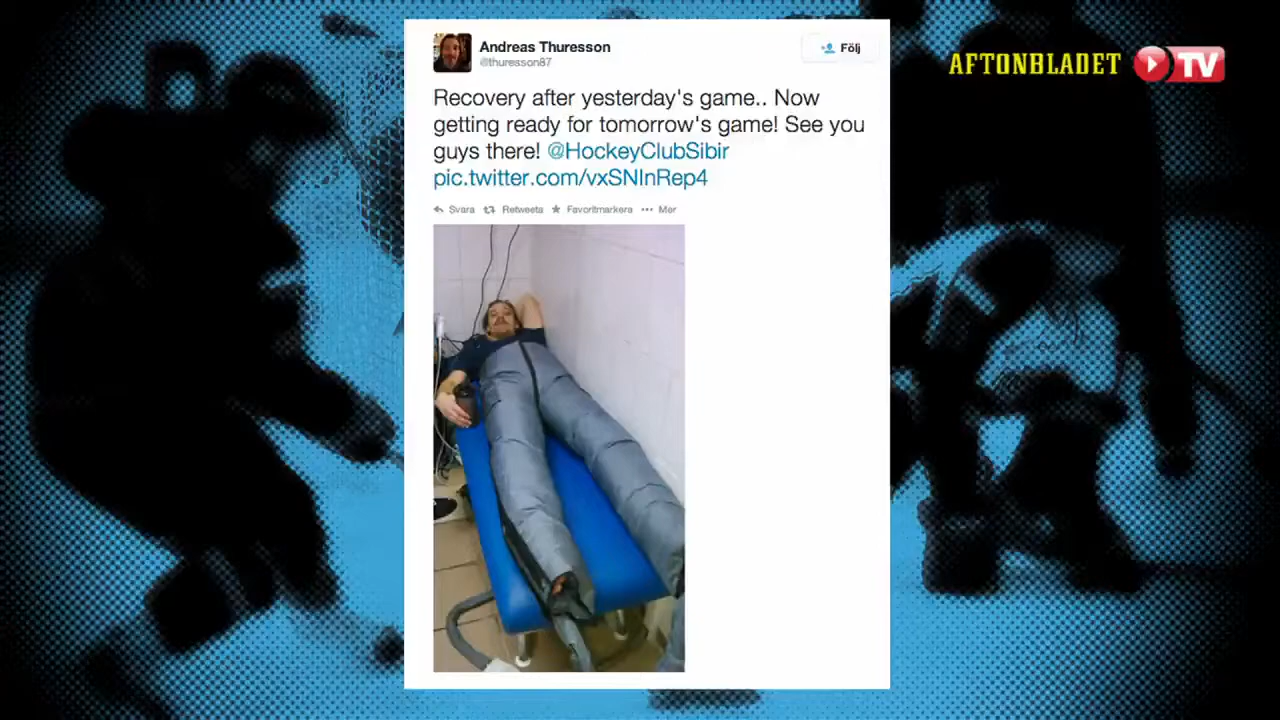 Andreas Thuresson
@thuresson87
Följ
AFTONBLADET TV
Recovery after yesterday's game.. Now
getting ready for tomorrow's game! See you
guys there! @HockeyClubSibir
pic.twitter.com/vxSNInRep4
Svara Retweeta Favoritmarkera Mer